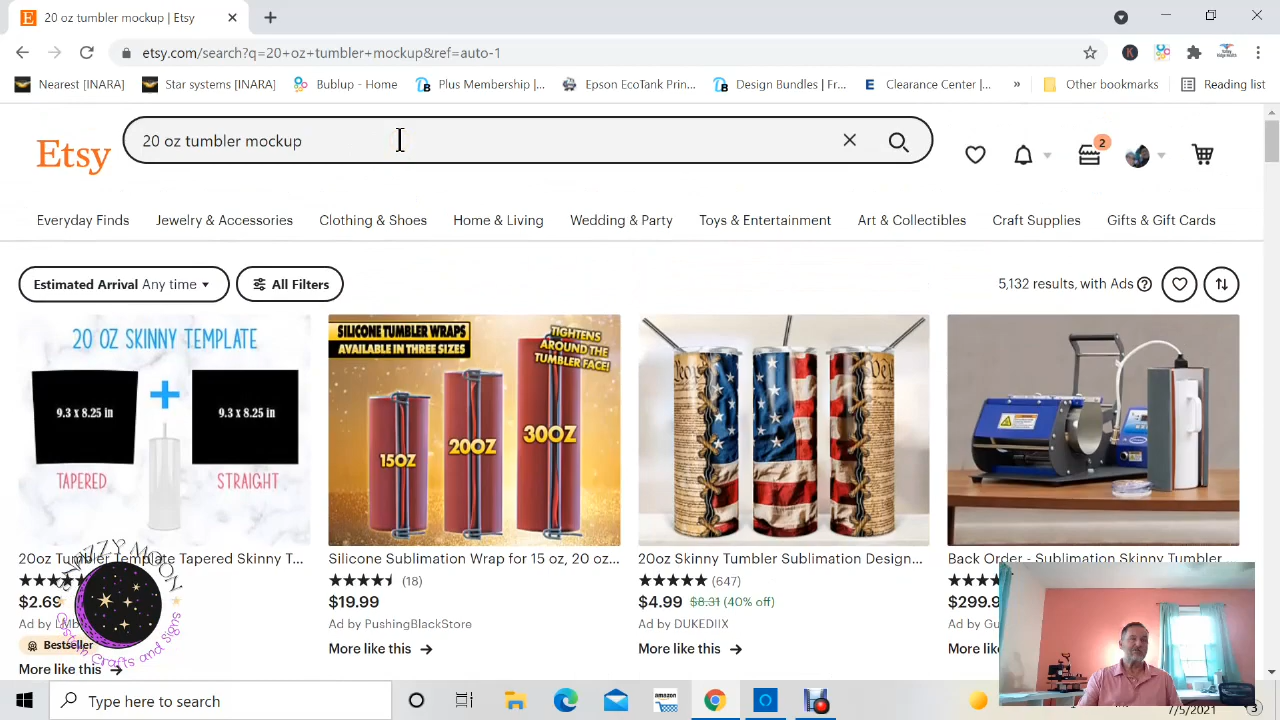 20 oz tumbler mockup | Etsy
etsy.com/search?q=20+oz+tumbler+mockup&ref=auto-1
Nearest [INARA]
Star systems [INARA]
Bublup - Home
Plus Membership |...
Epson EcoTank Prin...
Design Bundles | Fr...
Clearance Center |...
»
Other bookmarks
Reading list
Etsy
20 oz tumbler mockup
2
Everyday Finds
Jewelry & Accessories
Clothing & Shoes
Home & Living
Wedding & Party
Toys & Entertainment
Art & Collectibles
Craft Supplies
Gifts & Gift Cards
Estimated Arrival Any time
All Filters
5,132 results, with Ads
20 OZ SKINNY TEMPLATE
9.3 x 8.25 in
9.3 x 8.25 in
TAPERED
STRAIGHT
SILICONE TUMBLER WRAPS
AVAILABLE IN THREE SIZES
TIGHTENS
AROUND THE
TUMBLER FACE!
15OZ
20OZ
30OZ
20oz Tumbler Template Tapered Skinny T...
$2.69
Bestseller
More like this
Silicone Sublimation Wrap for 15 oz, 20 oz...
(18)
$19.99
Ad by PushingBlackStore
More like this
20oz Skinny Tumbler Sublimation Design...
(647)
$4.99 $8.31 (40% off)
Ad by DUKEDIIX
More like this
Back Order - Sublimation Skinny Tumbler
$299.9
Ad by Gu
More like
Custom Crafts and Signs
Type here to search
amazon
7/5/2021